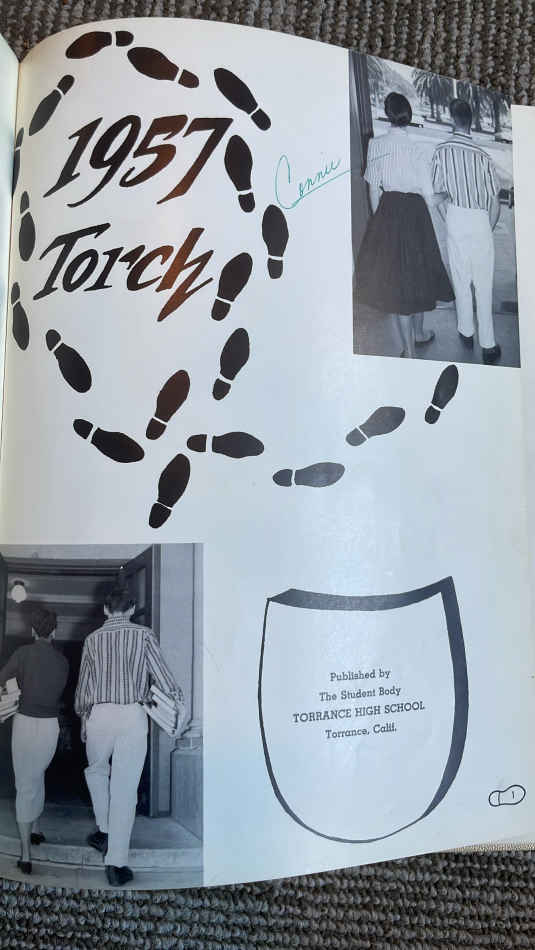 1957
Torch
Connie
Published by
The Student Body
TORRANCE HIGH SCHOOL
Torrance, Calif.
1